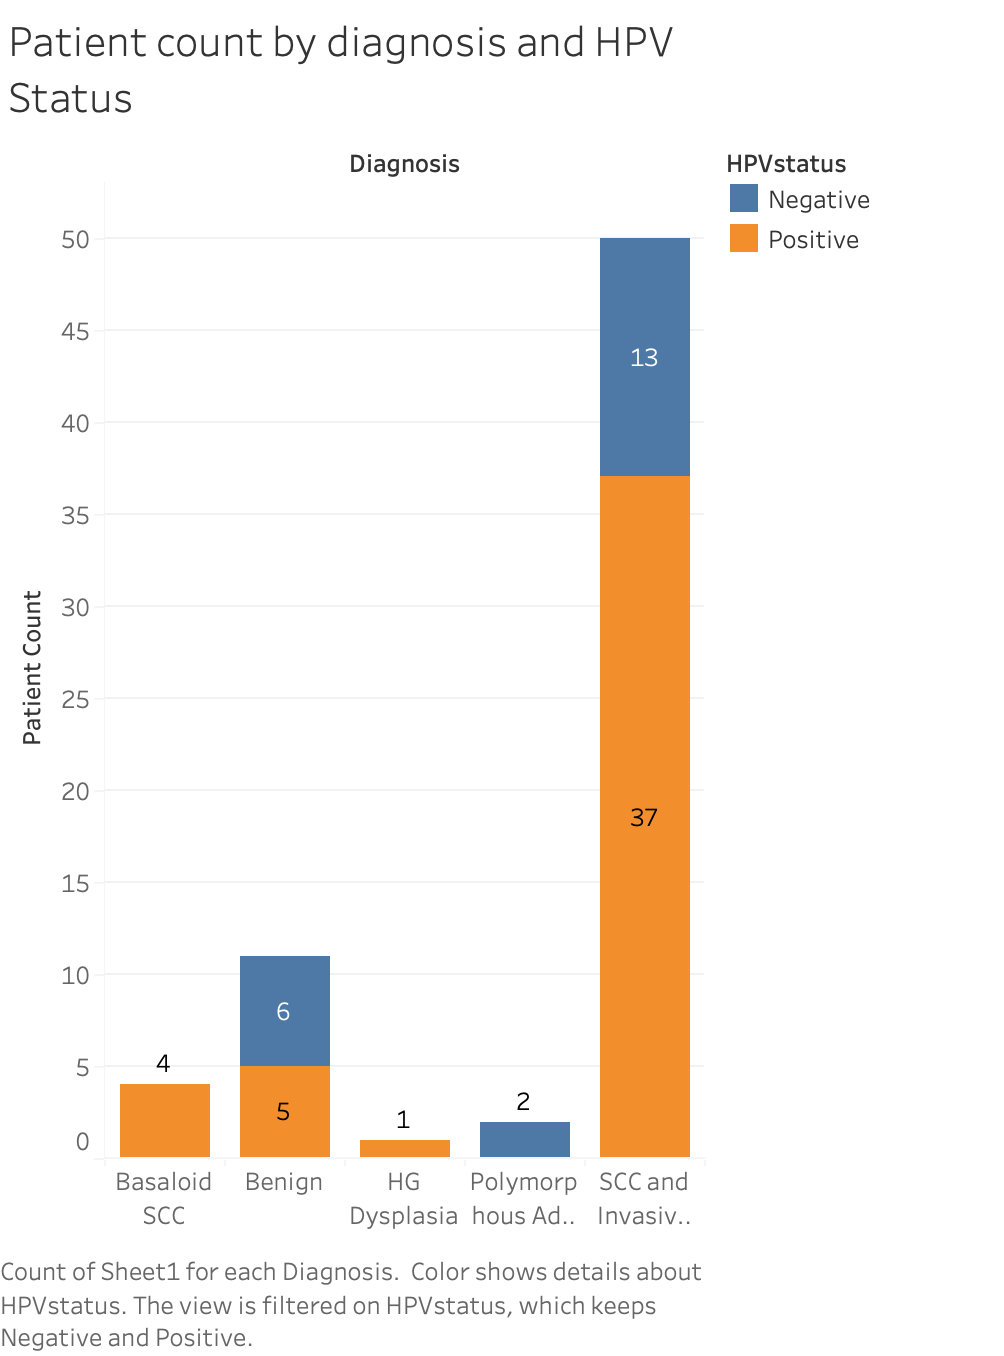 Patient count by diagnosis and HPV
Status
Diagnosis
HPVstatus
Negative
Positive
50
45
40
35
30
25
20
15
10
5
0
Patient Count
13
37
6
5
4
1
2
Basaloid
SCC
Benign
HG
Dysplasia
Polymorp
hous Ad..
SCC and
Invasiv..
Count of Sheet1 for each Diagnosis.  Color shows details about
HPVstatus. The view is filtered on HPVstatus, which keeps
Negative and Positive.